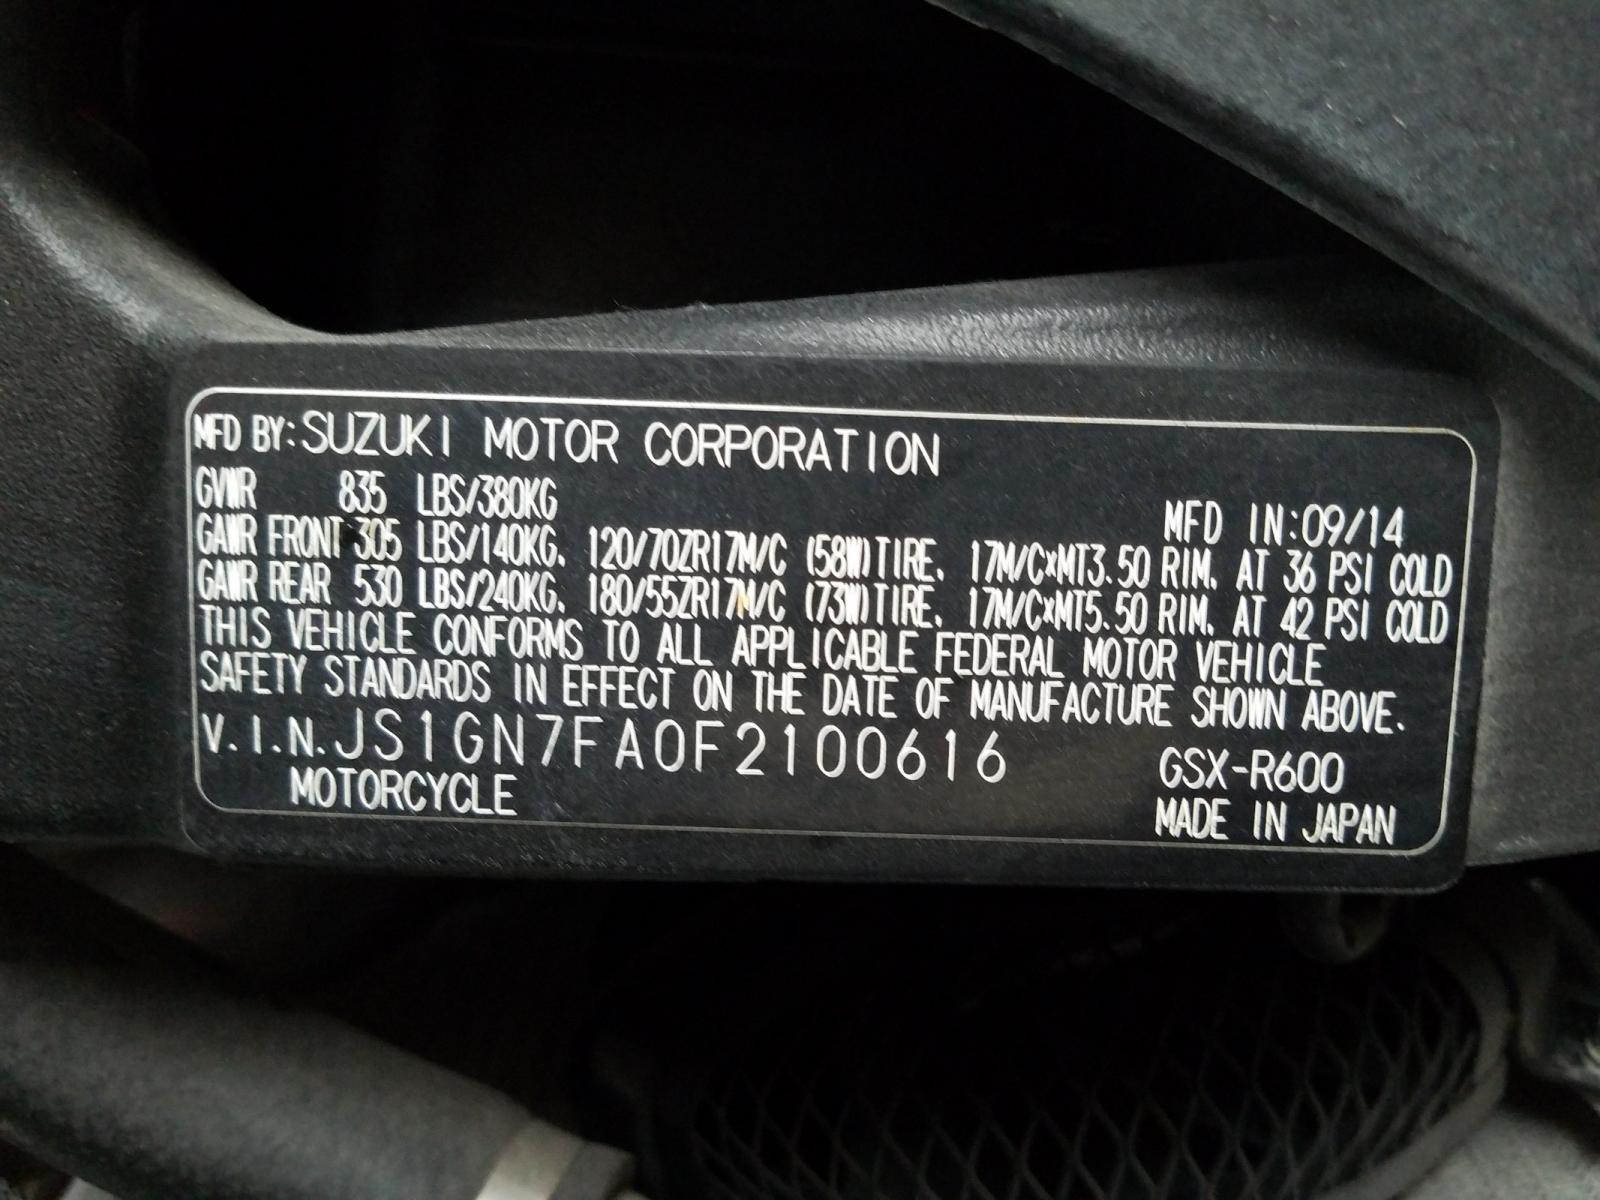 MFD BY: SUZUKI MOTOR CORPORATION
GVWR 835 LBS/380KG MFD IN:09/14
GAWR FRONT 305 LBS/140KG. 120/70ZR17M/C (58W)TIRE. 17M/C×MT3.50 RIM. AT 36 PSI COLD
GAWR REAR 530 LBS/240KG. 180/55ZR17M/C (73W)TIRE. 17M/C×MT5.50 RIM. AT 42 PSI COLD
THIS VEHICLE CONFORMS TO ALL APPLICABLE FEDERAL MOTOR VEHICLE
SAFETY STANDARDS IN EFFECT ON THE DATE OF MANUFACTURE SHOWN ABOVE.
V.I.N. JS1GN7FA0F2100616 GSX-R600
MOTORCYCLE MADE IN JAPAN